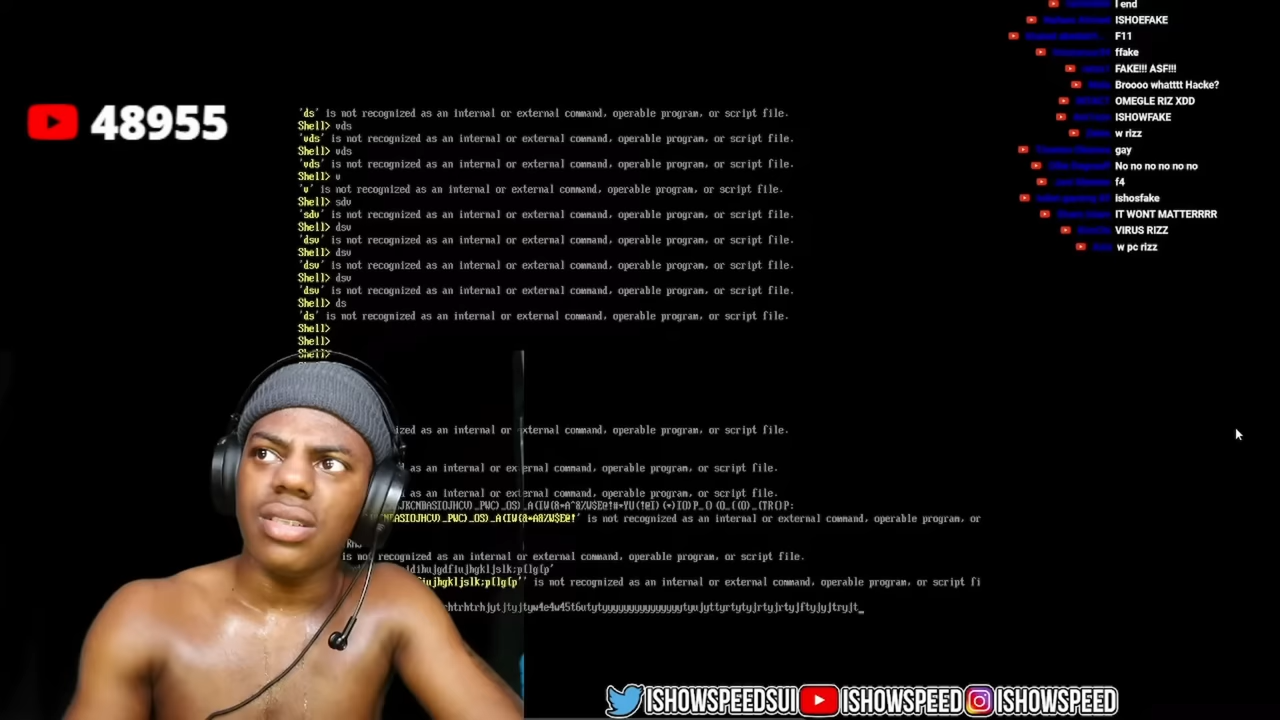 48955
'ds' is not recognized as an internal or external command, operable program, or script file.
Shell> vds
'vds' is not recognized as an internal or external command, operable program, or script file.
Shell> vds
'vds' is not recognized as an internal or external command, operable program, or script file.
Shell> v
'v' is not recognized as an internal or external command, operable program, or script file.
Shell> sdv
'sdv' is not recognized as an internal or external command, operable program, or script file.
Shell> dsv
'dsv' is not recognized as an internal or external command, operable program, or script file.
Shell> dsv
'dsv' is not recognized as an internal or external command, operable program, or script file.
Shell> dsv
'dsv' is not recognized as an internal or external command, operable program, or script file.
Shell> ds
'ds' is not recognized as an internal or external command, operable program, or script file.
Shell>
Shell>
Shell>
ized as an internal or external command, operable program, or script file.
d as an internal or external command, operable program, or script file.
as an internal or external command, operable program, or script file.
is not recognized as an internal or external command, operable program, or
is not recognized as an internal or external command, operable program, or script file.
is not recognized as an internal or external command, operable program, or script fi
I end
ISHOEFAKE
F11
ffake
FAKE!!! ASF!!!
Broooo whatttt Hacke?
OMEGLE RIZ XDD
ISHOWFAKE
w rizz
gay
No no no no no no
f4
Ishosfake
IT WONT MATTERRRR
VIRUS RIZZ
w pc rizz
ISHOWSPEEDSUI ISHOWSPEED ISHOWSPEED